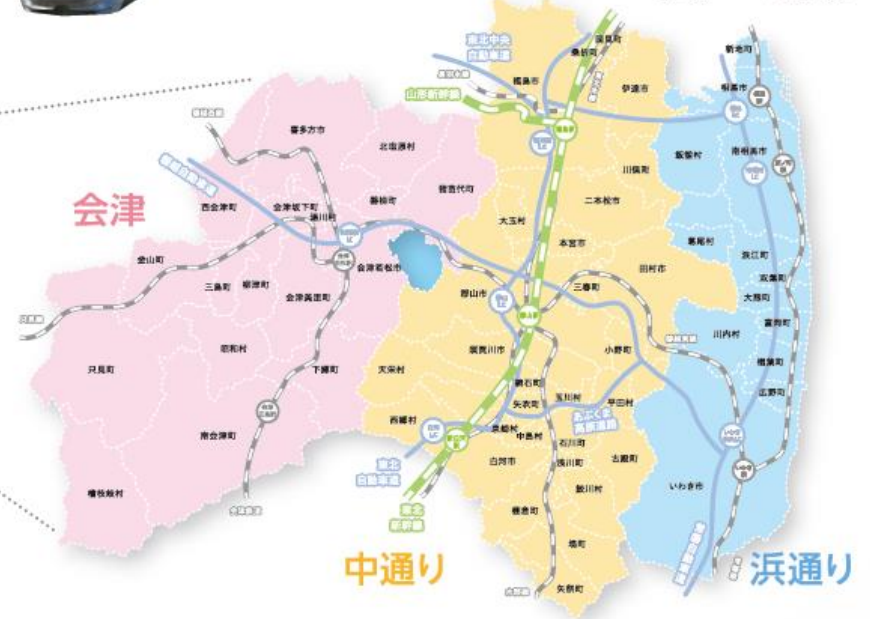 東北中央
自動車道
国見町
桑折町
新地町
福島市
伊達市
相馬市
山形新幹線
喜多方市
北塩原村
飯舘村
南相馬市
川俣町
磐梯町
猪苗代町
二本松市
会津
西会津町
会津坂下町
湯川村
大玉村
本宮市
葛尾村
浪江町
金山町
会津若松市
田村市
双葉町
三島町
柳津町
会津美里町
郡山市
三春町
大熊町
富岡町
川内村
昭和村
須賀川市
小野町
楢葉町
只見町
下郷町
天栄村
鏡石町
広野町
矢吹町
玉川村
平田村
あぶくま
高原道路
西郷村
泉崎村
中島村
石川町
南会津町
白河市
浅川町
古殿町
東北
自動車道
檜枝岐村
鮫川村
いわき市
棚倉町
東北
新幹線
塙町
中通り
浜通り
矢祭町